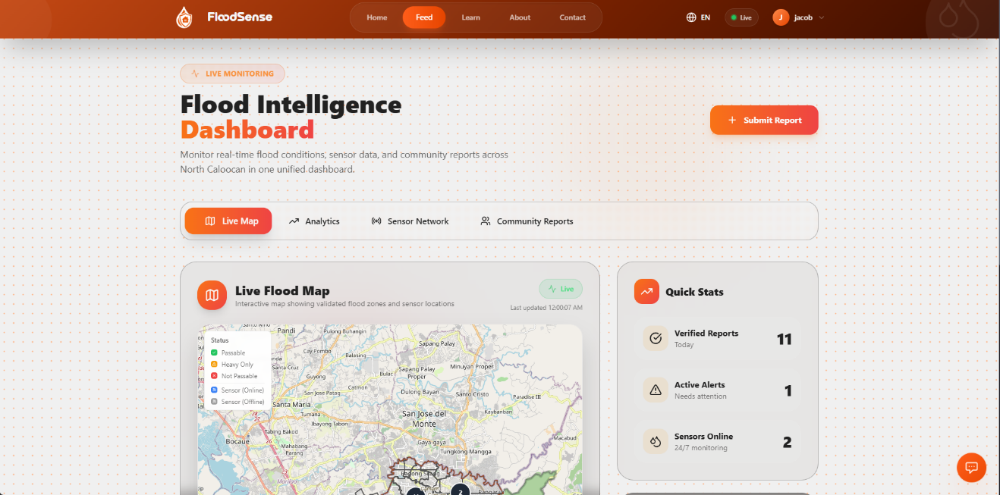 FloodSense
Home
Feed
Learn
About
Contact
EN
Live
J
jacob
LIVE MONITORING
Flood Intelligence
Dashboard
Monitor real-time flood conditions, sensor data, and community reports across
North Caloocan in one unified dashboard.
+ Submit Report
Live Map
Analytics
Sensor Network
Community Reports
Live Flood Map
Interactive map showing validated flood zones and sensor locations
Live
Last updated 12:00:07 AM
Status
Passable
Heavy Only
Not Passable
Sensor (Online)
Sensor (Offline)
Pandi
Pulong Buhangin
Sapang Palay
Cay Pombo
Balasing
Santa Cruz
Guyong
Bulac
Sapang Palay
Proper
Minuyan Proper
San Jose Patag
Catmon
Dulong Bayan
Santo Cristo
Paradise III
Santa Maria
Tumana
Ibayong Tabon
San Jose del
Monte
Kaybanban
Tabing Bakod
Bocaue
Mahabang
Parang
Gaya-gaya
Tungkong Mangga
Macabud
Bagong Silang
Marilao
2
Quick Stats
Verified Reports
Today
11
Active Alerts
Needs attention
1
Sensors Online
24/7 monitoring
2